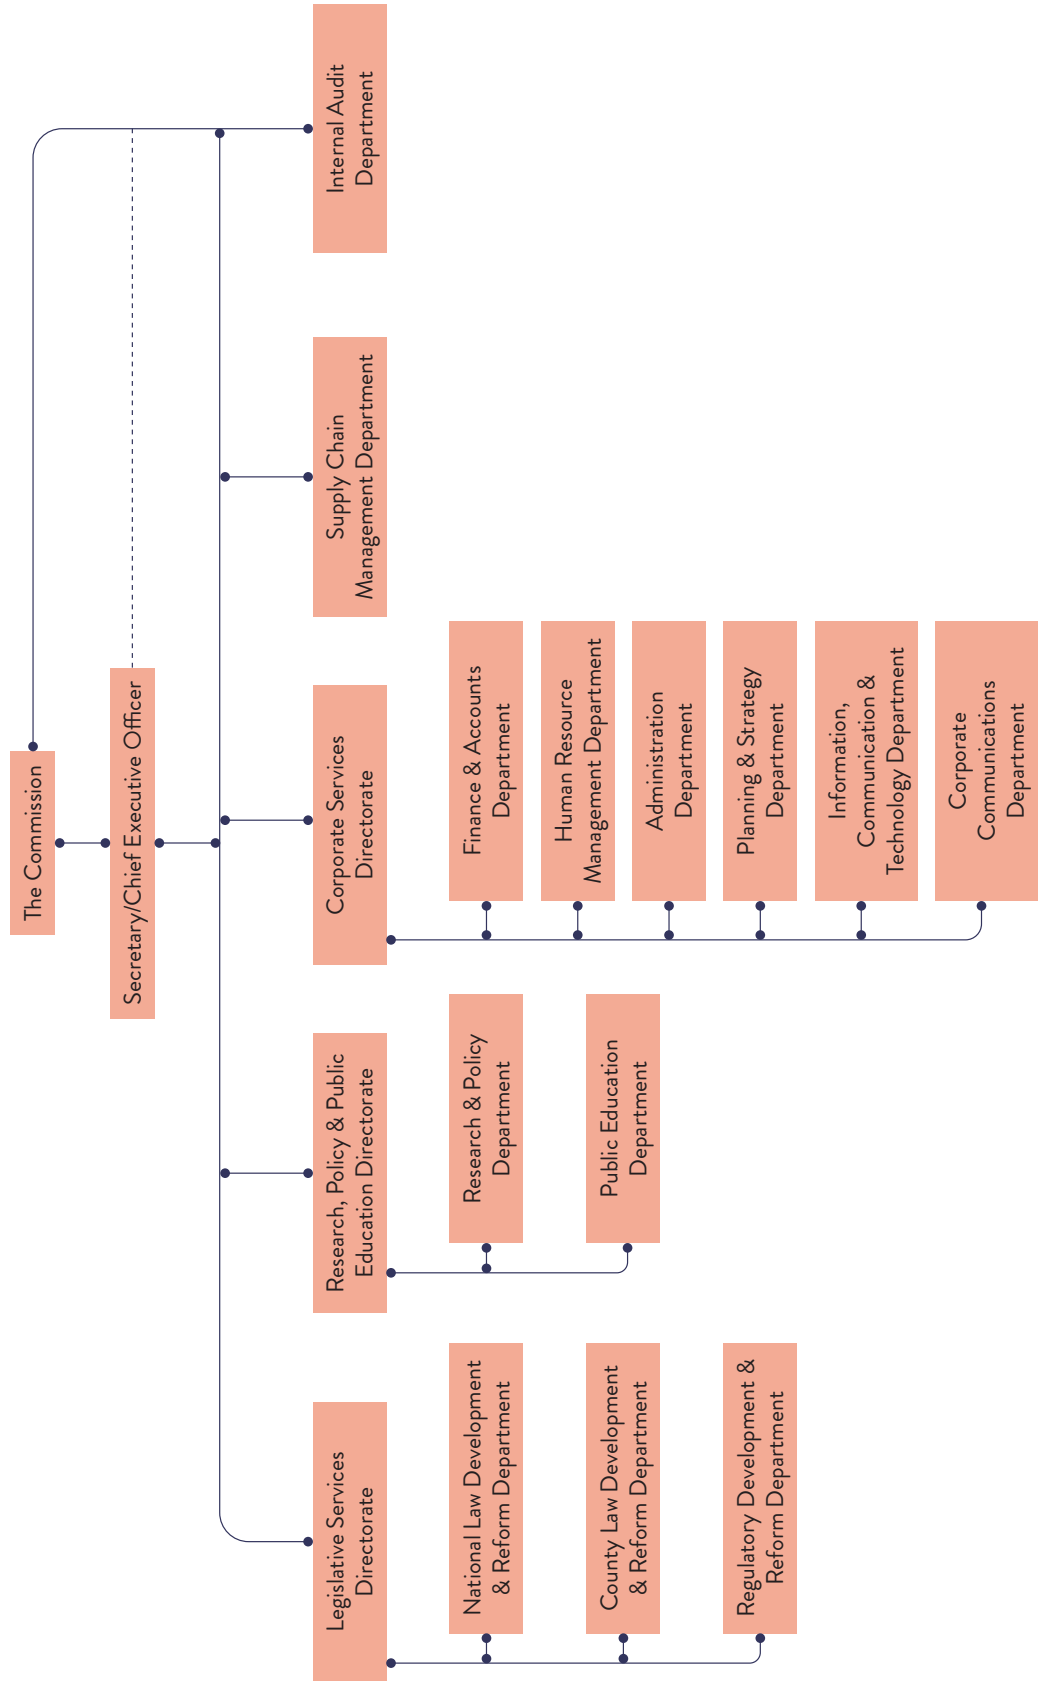 The Commission
Secretary/Chief Executive Officer
Legislative Services
Directorate
Research, Policy & Public
Education Directorate
Corporate Services
Directorate
Supply Chain
Management Department
Internal Audit
Department
National Law Development
& Reform Department
County Law Development
& Reform Department
Regulatory Development &
Reform Department
Research & Policy
Department
Public Education
Department
Finance & Accounts
Department
Human Resource
Management Department
Administration
Department
Planning & Strategy
Department
Information,
Communication &
Technology Department
Corporate
Communications
Department